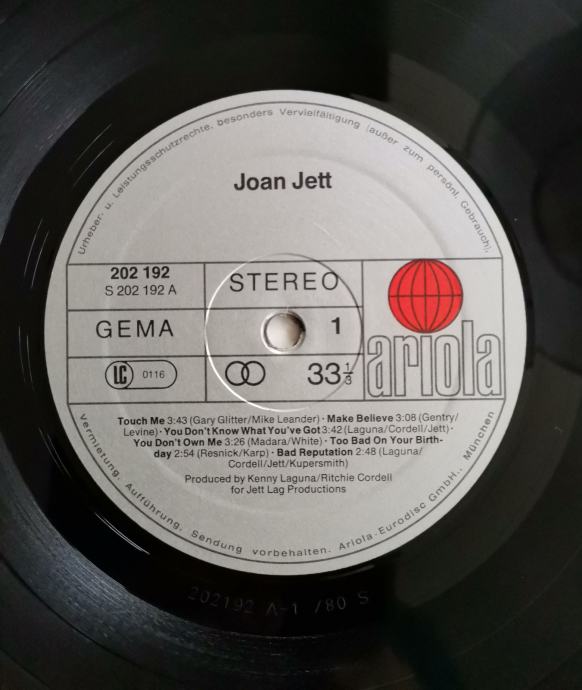 Urheber- u. Leistungsschutzrechte, besonders Vervielfältigung (außer zum persönl. Gebrauch),
Joan Jett
202 192
S 202 192 A
STEREO
GEMA
1
LC 0116
33 1/3
ariola
Touch Me 3:43 (Gary Glitter/Mike Leander) · Make Believe 3:08 (Gentry/
Levine) · You Don't Know What You've Got 3:42 (Laguna/Cordell/Jett) ·
You Don't Own Me 3:26 (Madara/White) · Too Bad On Your Birth-
day 2:54 (Resnick/Karp) · Bad Reputation 2:48 (Laguna/
Cordell/Jett/Kupersmith)
Produced by Kenny Laguna/Ritchie Cordell
for Jett Lag Productions
Vermietung, Aufführung, Sendung vorbehalten. Ariola-Eurodisc GmbH., München
202192 A-1 /80 S